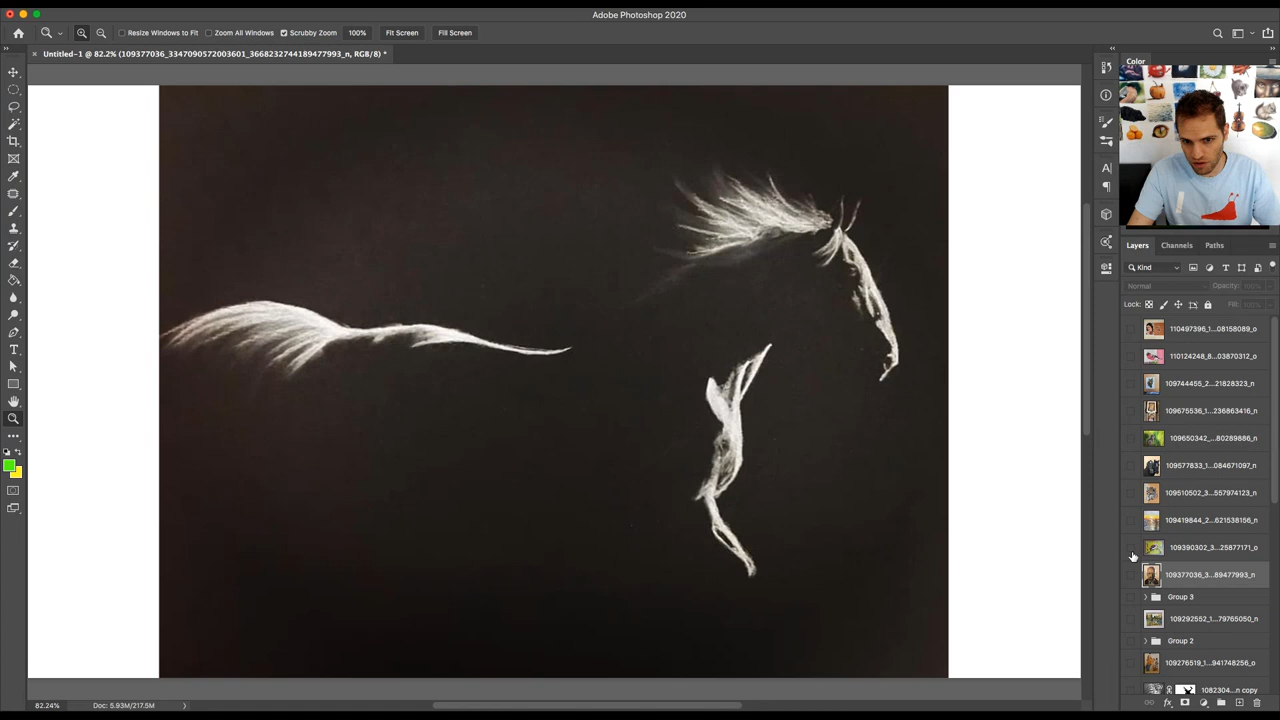 Adobe Photoshop 2020
Resize Windows to Fit
Zoom All Windows
Scrubby Zoom
100%
Fit Screen
Fill Screen
Untitled-1 @ 82.2% (109377036_3347090572003601_3668232744189477993_n, RGB/8) *
Color
Layers
Channels
Paths
Kind
Normal
Opacity:
Lock:
Fill:
110497396_1...08158089_o
110124248_8...03870312_o
109744455_2...21828323_n
109675536_1...236863416_n
109650342_...80289886_n
109577833_1...084671097_n
109510502_3...557974123_n
109419844_2...621538156_n
109390302_3...25877171_o
109377036_3...89477993_n
Group 3
109292552_1...79765050_n
Group 2
109276519_1...941748256_o
1082304...n copy
82.24%
Doc: 5.93M/217.5M